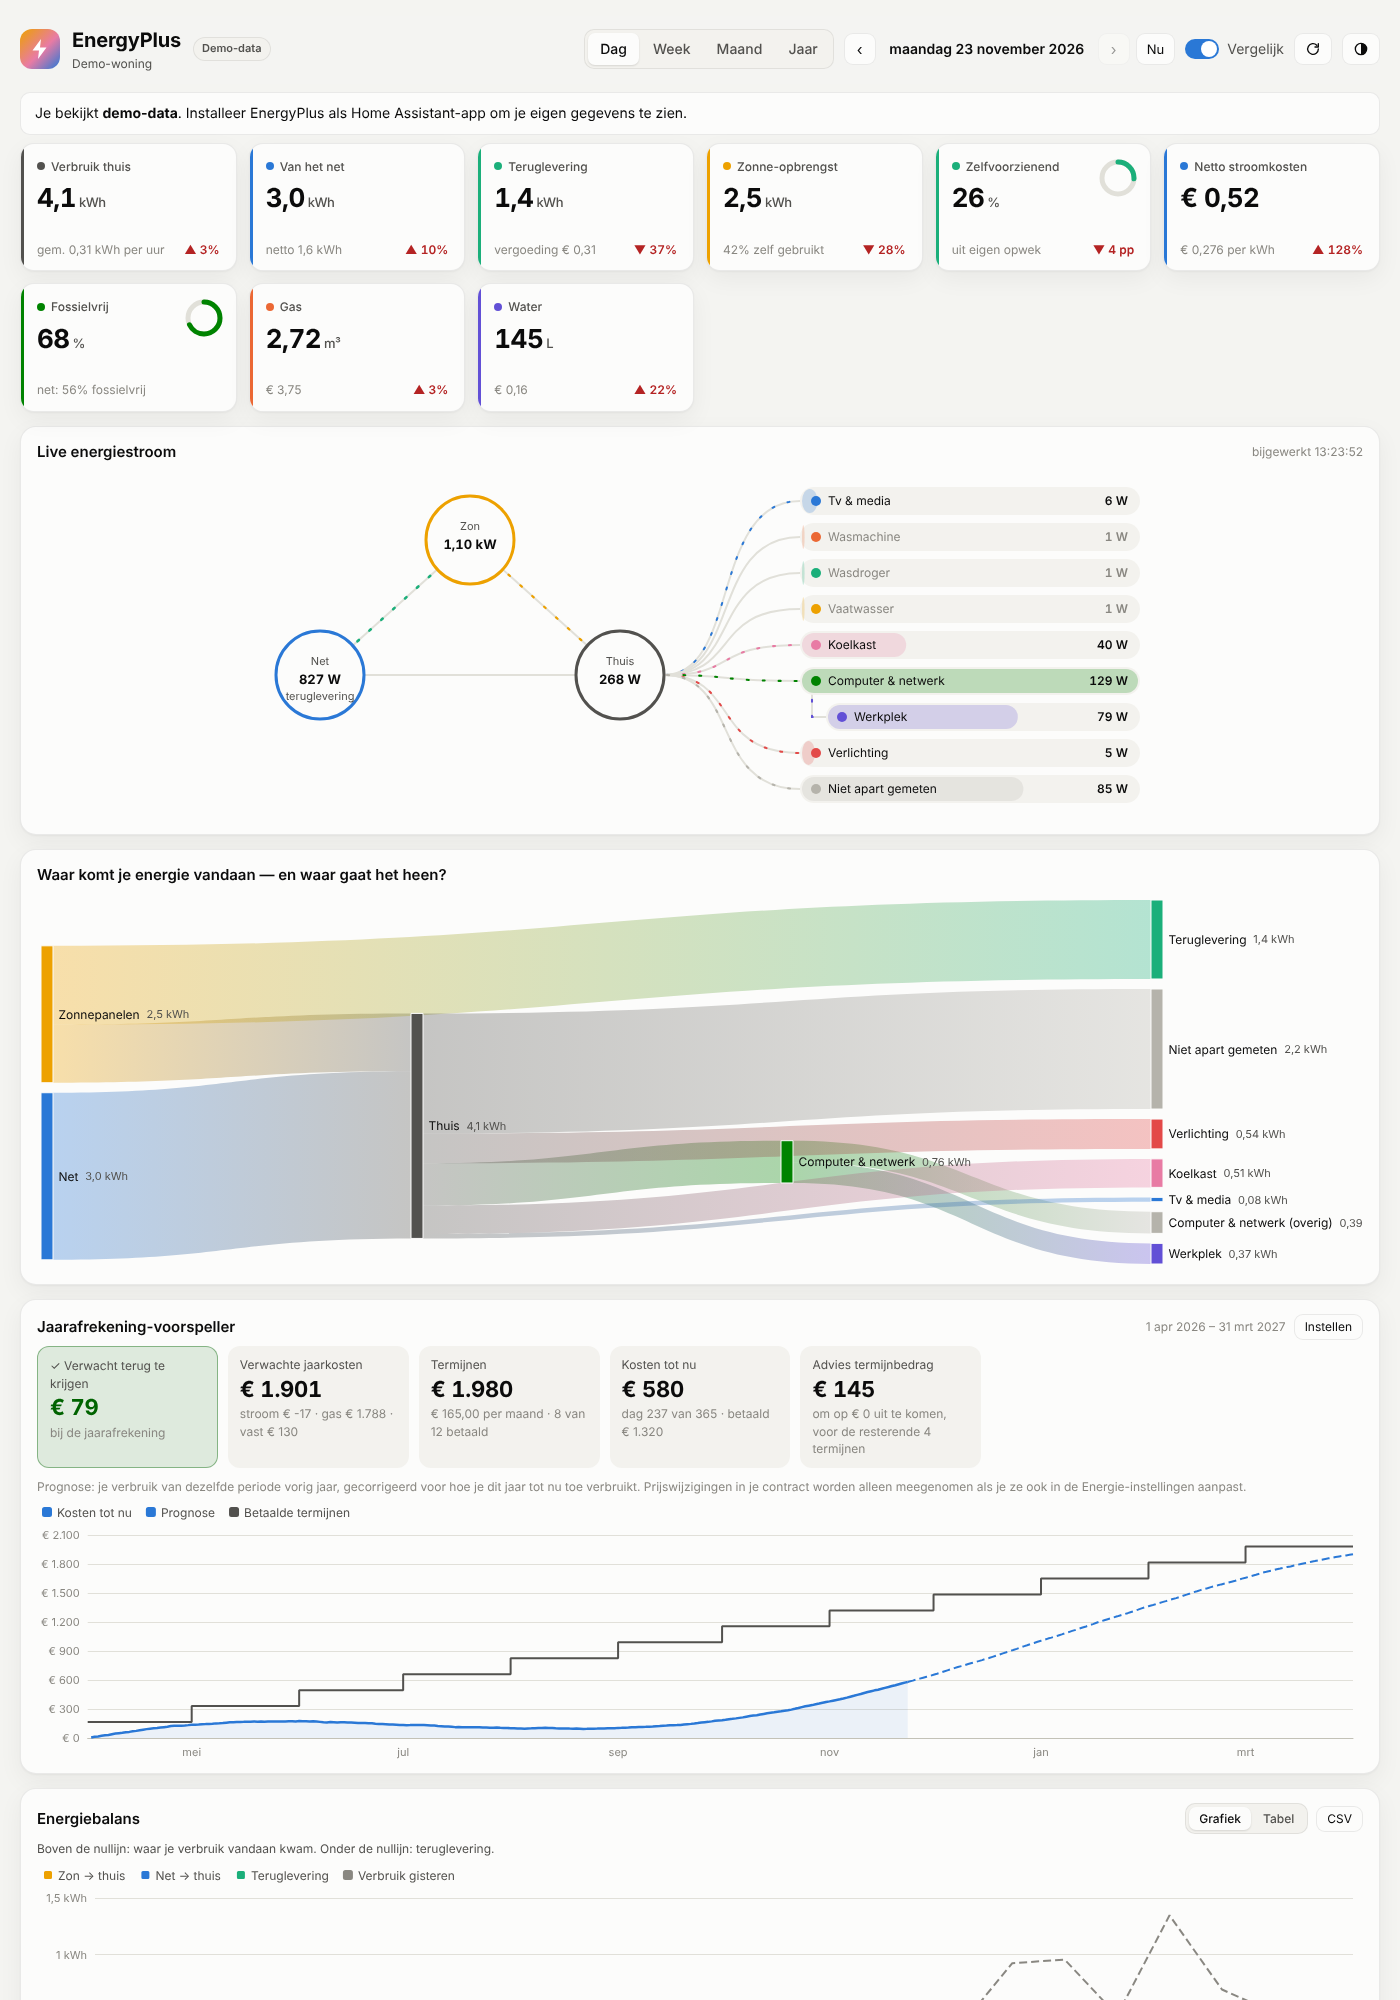 EnergyPlus
Demo-woning
Demo-data
Dag Week Maand Jaar
‹ maandag 23 november 2026 › Nu Vergelijk
Je bekijkt demo-data. Installeer EnergyPlus als Home Assistant-app om je eigen gegevens te zien.
Verbruik thuis
4,1 kWh
gem. 0,31 kWh per uur ▲ 3%
Van het net
3,0 kWh
netto 1,6 kWh ▲ 10%
Teruglevering
1,4 kWh
vergoeding € 0,31 ▼ 37%
Zonne-opbrengst
2,5 kWh
42% zelf gebruikt ▼ 28%
Zelfvoorzienend
26 %
uit eigen opwek ▼ 4 pp
Netto stroomkosten
€ 0,52
€ 0,276 per kWh ▲ 128%
Fossielvrij
68 %
net: 56% fossielvrij
Gas
2,72 m³
€ 3,75 ▲ 3%
Water
145 L
€ 0,16 ▲ 22%
Live energiestroom
bijgewerkt 13:23:52
Zon
1,10 kW
Net
827 W
teruglevering
Thuis
268 W
Tv & media 6 W
Wasmachine 1 W
Wasdroger 1 W
Vaatwasser 1 W
Koelkast 40 W
Computer & netwerk 129 W
Werkplek 79 W
Verlichting 5 W
Niet apart gemeten 85 W
Waar komt je energie vandaan — en waar gaat het heen?
Zonnepanelen 2,5 kWh
Net 3,0 kWh
Thuis 4,1 kWh
Computer & netwerk 0,76 kWh
Teruglevering 1,4 kWh
Niet apart gemeten 2,2 kWh
Verlichting 0,54 kWh
Koelkast 0,51 kWh
Tv & media 0,08 kWh
Computer & netwerk (overig) 0,39
Werkplek 0,37 kWh
Jaarafrekening-voorspeller
1 apr 2026 – 31 mrt 2027 Instellen
✓ Verwacht terug te
krijgen
€ 79
bij de jaarafrekening
Verwachte jaarkosten
€ 1.901
stroom € -17 · gas € 1.788 ·
vast € 130
Termijnen
€ 1.980
€ 165,00 per maand · 8 van
12 betaald
Kosten tot nu
€ 580
dag 237 van 365 · betaald
€ 1.320
Advies termijnbedrag
€ 145
om op € 0 uit te komen,
voor de resterende 4
termijnen
Prognose: je verbruik van dezelfde periode vorig jaar, gecorrigeerd voor hoe je dit jaar tot nu toe verbruikt. Prijswijzigingen in je contract worden alleen meegenomen als je ze ook in de Energie-instellingen aanpast.
Kosten tot nu Prognose Betaalde termijnen
€ 2.100
€ 1.800
€ 1.500
€ 1.200
€ 900
€ 600
€ 300
€ 0
mei jul sep nov jan mrt
Energiebalans
Grafiek Tabel CSV
Boven de nullijn: waar je verbruik vandaan kwam. Onder de nullijn: teruglevering.
Zon → thuis Net → thuis Teruglevering Verbruik gisteren
1,5 kWh
1 kWh